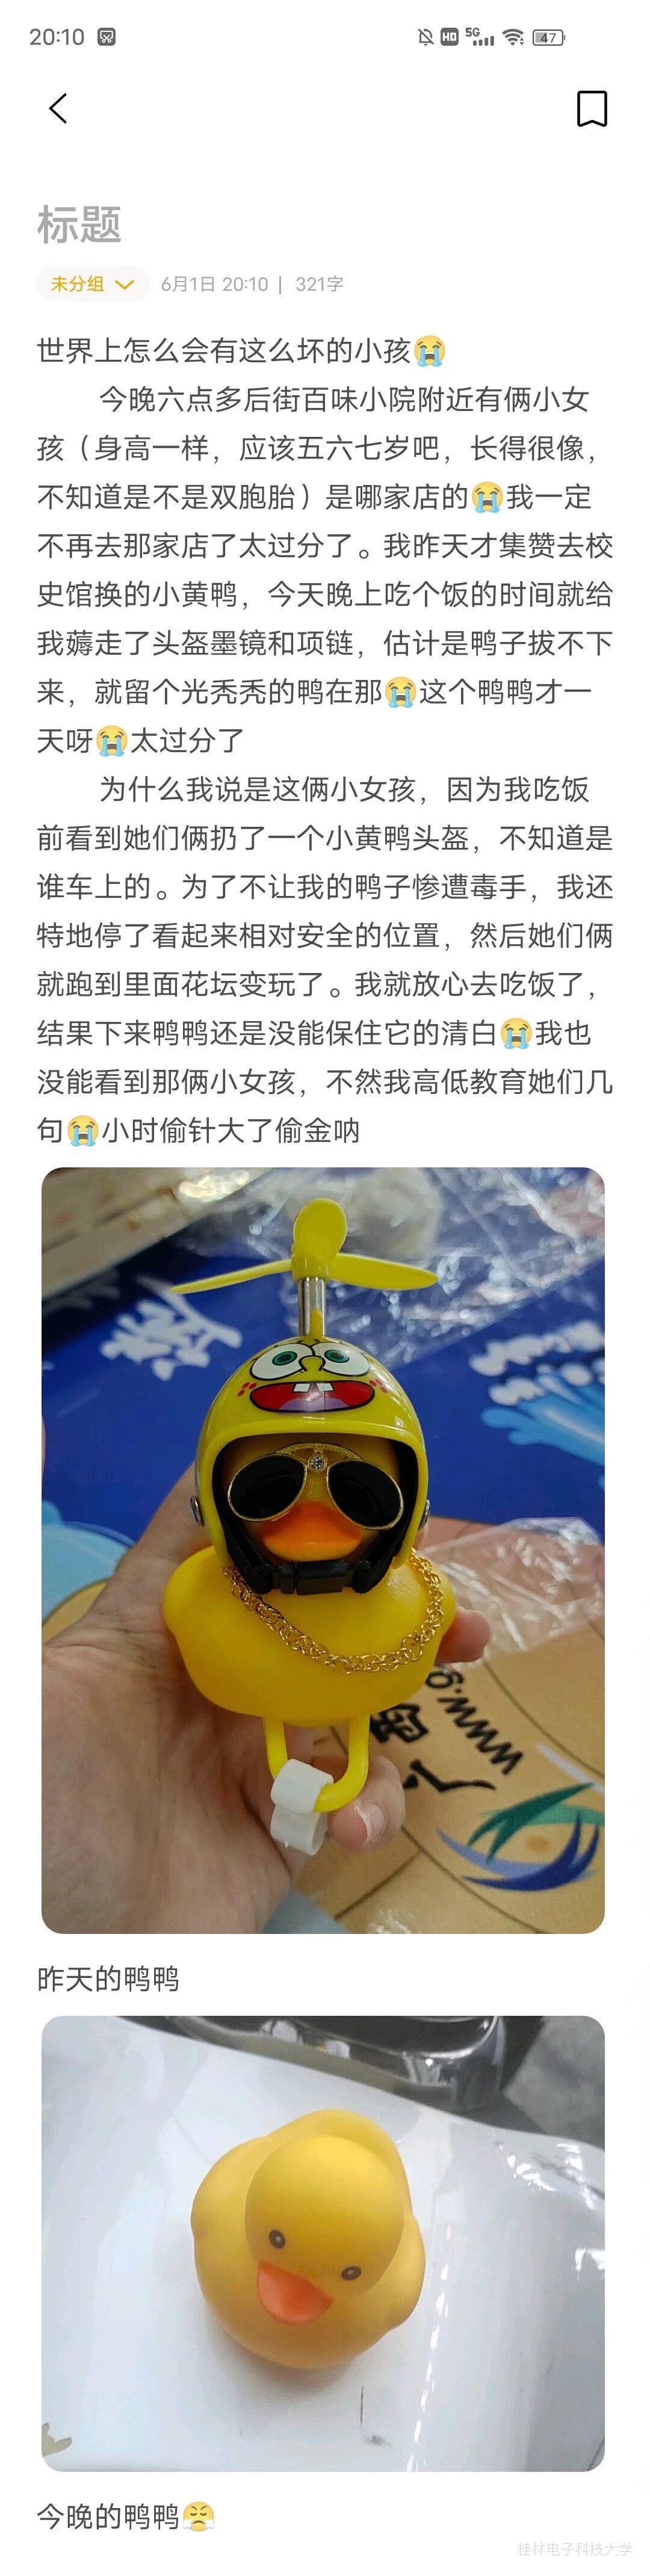 20:10
HD 5G 47
标题
未分组 6月1日 20:10 | 321字
世界上怎么会有这么坏的小孩😭
今晚六点多后街百味小院附近有俩小女
孩（身高一样，应该五六七岁吧，长得很像，
不知道是不是双胞胎）是哪家店的😭我一定
不再去那家店了太过分了。我昨天才集赞去校
史馆换的小黄鸭，今天晚上吃个饭的时间就给
我薅走了头盔墨镜和项链，估计是鸭子拔不下
来，就留个光秃秃的鸭在那😭这个鸭鸭才一
天呀😭太过分了
为什么我说是这俩小女孩，因为我吃饭
前看到她们俩扔了一个小黄鸭头盔，不知道是
谁车上的。为了不让我的鸭子惨遭毒手，我还
特地停了看起来相对安全的位置，然后她们俩
就跑到里面花坛变玩了。我就放心去吃饭了，
结果下来鸭鸭还是没能保住它的清白😭我也
没能看到那俩小女孩，不然我高低教育她们几
句😭小时偷针大了偷金呐
www.g
昨天的鸭鸭
今晚的鸭鸭😤
桂林电子科技大学